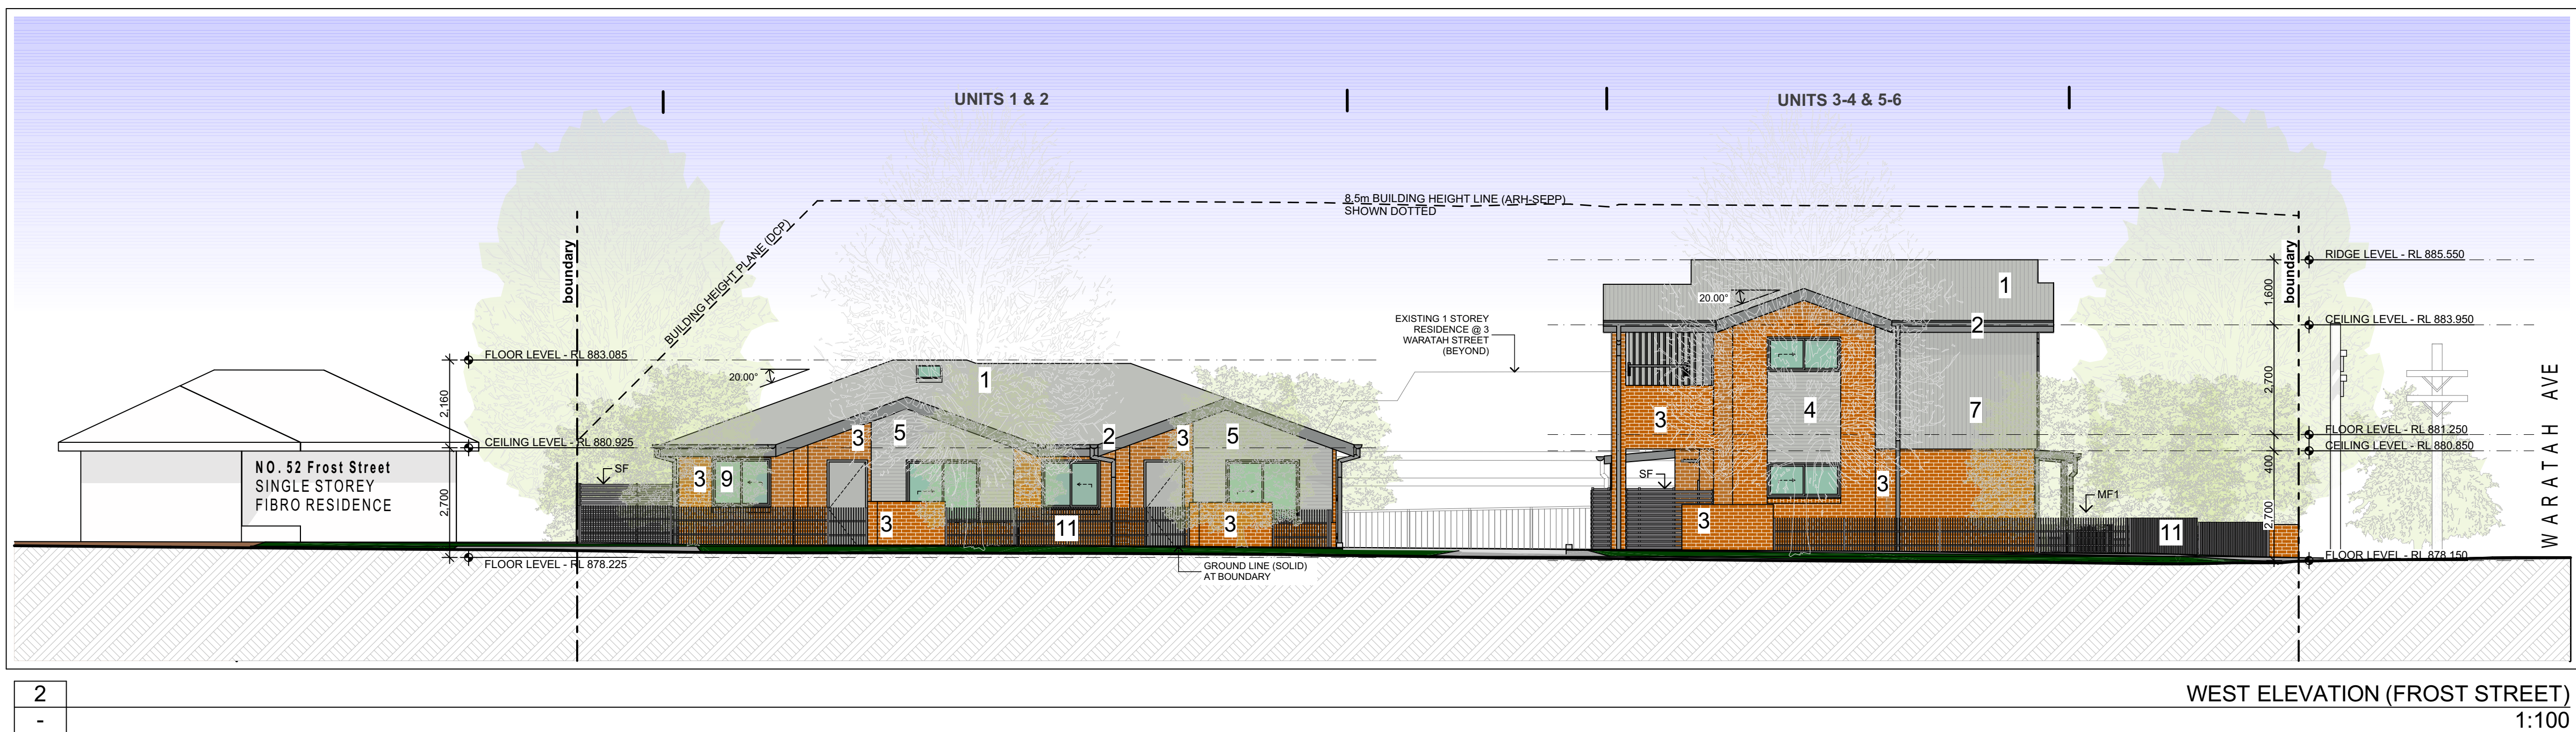 UNITS 1 & 2
UNITS 3-4 & 5-6
8.5m BUILDING HEIGHT LINE (ARH-SEPP)
SHOWN DOTTED
BUILDING HEIGHT PLANE (DCP)
boundary
boundary
RIDGE LEVEL - RL 885.550
1,600
1
20.00°
EXISTING 1 STOREY
RESIDENCE @ 3
WARATAH STREET
(BEYOND)
2
CEILING LEVEL - RL 883.950
FLOOR LEVEL - RL 883.085
20.00°
1
2,160
2,700
WARATAH AVE
3
4
7
3
5
2
3
5
FLOOR LEVEL - RL 881.250
CEILING LEVEL - RL 880.925
CEILING LEVEL - RL 880.850
400
NO. 52 Frost Street
SINGLE STOREY
FIBRO RESIDENCE
SF
3
9
SF
3
MF1
2,700
2,700
3
11
3
3
11
FLOOR LEVEL - RL 878.225
GROUND LINE (SOLID)
AT BOUNDARY
FLOOR LEVEL - RL 878.150
2
-
WEST ELEVATION (FROST STREET)
1:100